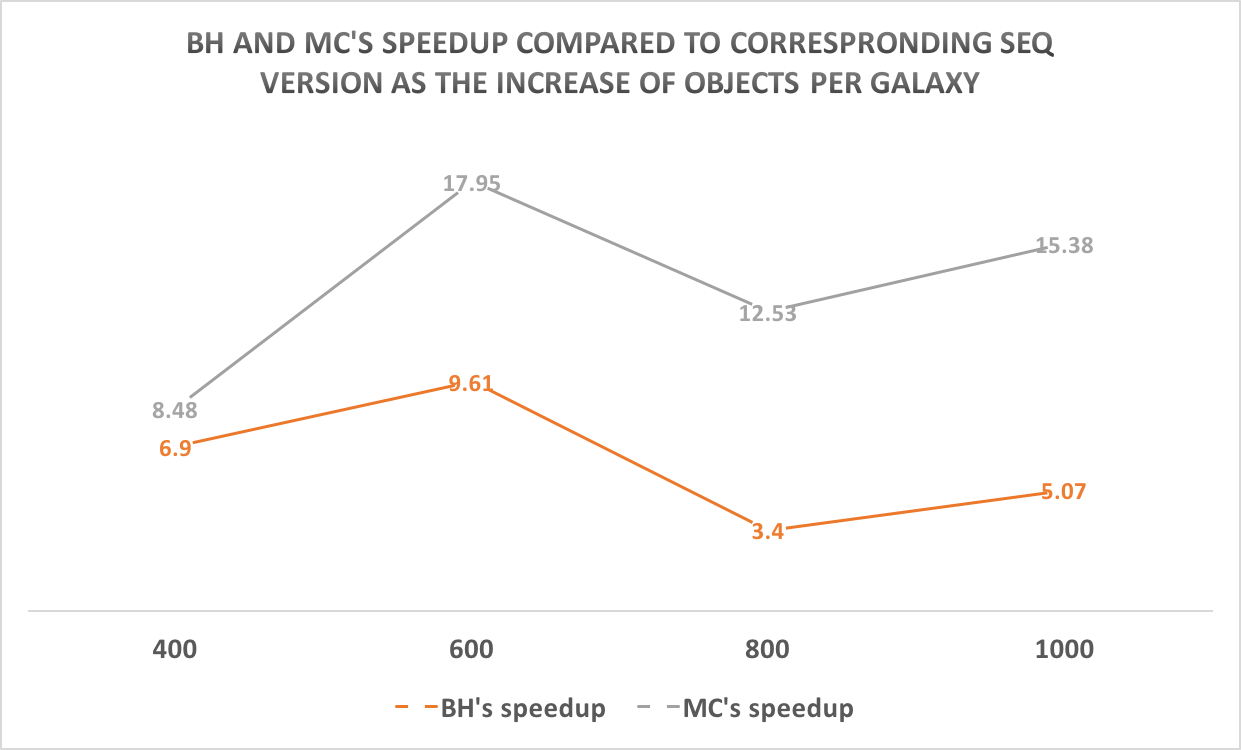 BH AND MC'S SPEEDUP COMPARED TO CORRESPRONDING SEQ
VERSION AS THE INCREASE OF OBJECTS PER GALAXY
17.95
15.38
12.53
9.61
8.48
6.9
5.07
3.4
400 600 800 1000
BH's speedup MC's speedup